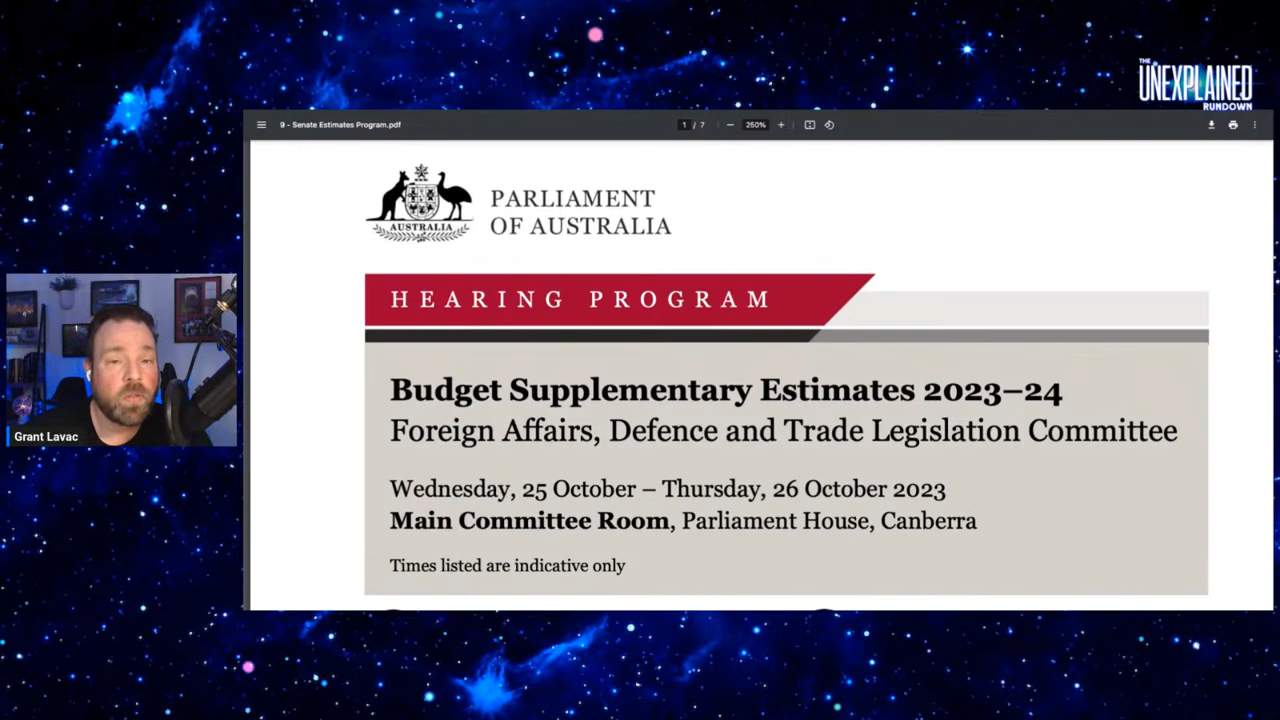 THE
UNEXPLAINED
RUNDOWN
9 - Senate Estimates Program.pdf
1 / 7
250%
AUSTRALIA
PARLIAMENT
OF AUSTRALIA
HEARING PROGRAM
Budget Supplementary Estimates 2023–24
Foreign Affairs, Defence and Trade Legislation Committee
Wednesday, 25 October – Thursday, 26 October 2023
Main Committee Room, Parliament House, Canberra
Times listed are indicative only
Grant Lavac